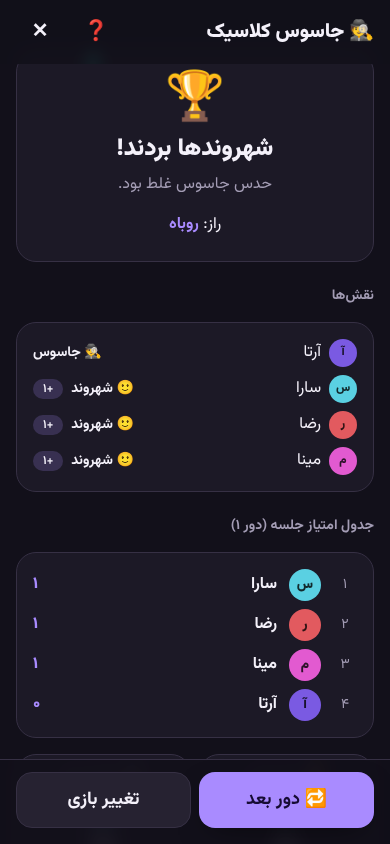 🕵️ جاسوس کلاسیک ❓ ✕
🏆
شهروندها بردند!
حدس جاسوس غلط بود.
راز: روباه
نقش‌ها
آ آرتا 🕵️ جاسوس
س سارا 🙂 شهروند +۱
ر رضا 🙂 شهروند +۱
م مینا 🙂 شهروند +۱
جدول امتیاز جلسه (دور ۱)
۱ س سارا ۱
۲ ر رضا ۱
۳ م مینا ۱
۴ آ آرتا ۰
🔁 دور بعد
تغییر بازی